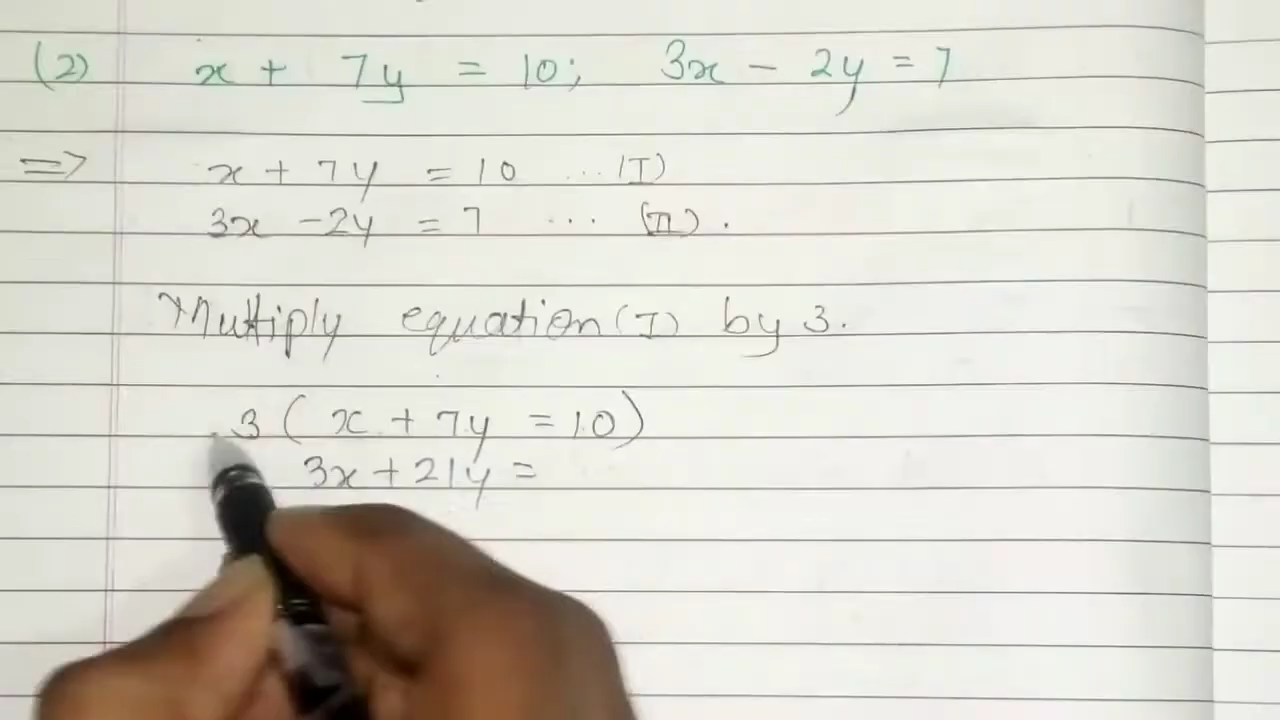 (2) x + 7y = 10; 3x - 2y = 7
=> x + 7y = 10 ... (I)
3x - 2y = 7 ... (II).
Multiply equation (I) by 3.
3 ( x + 7y = 10 )
3x + 21y =